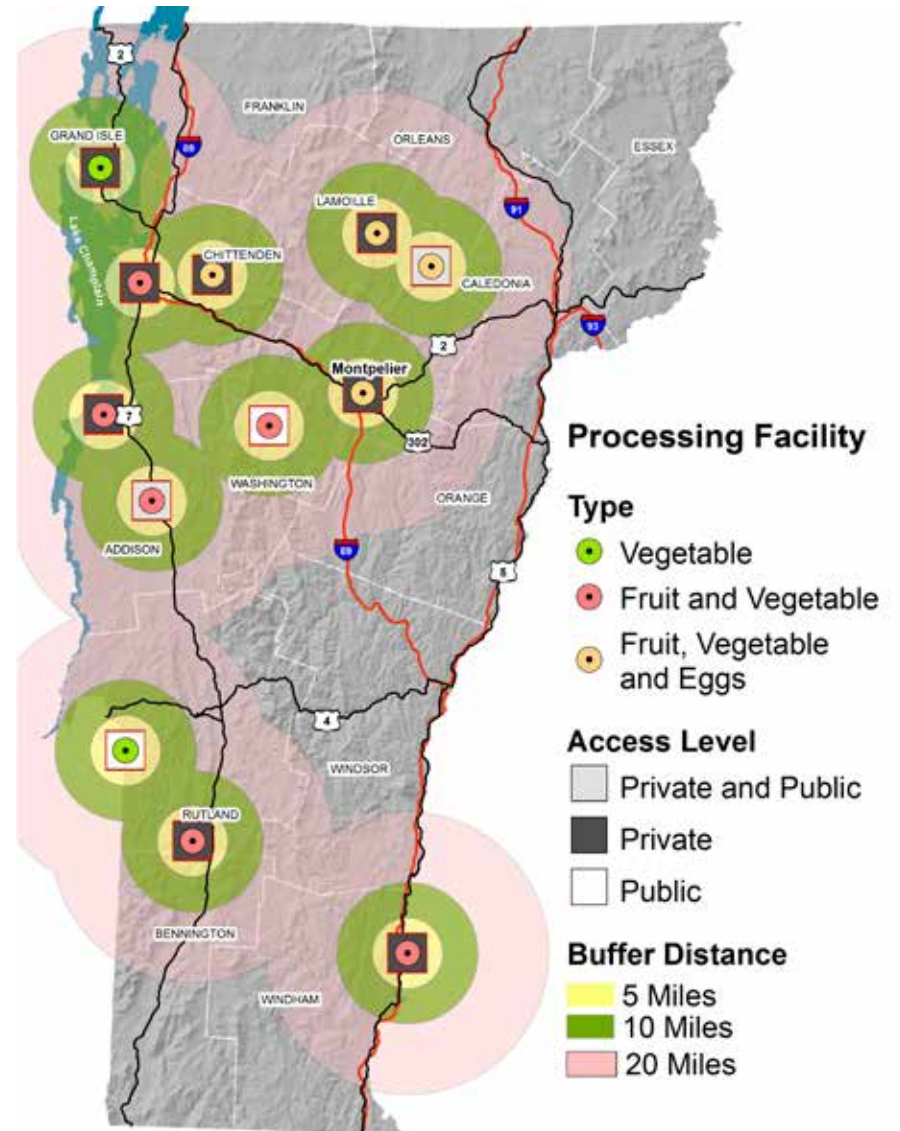 2
FRANKLIN
GRAND ISLE
89
ORLEANS
ESSEX
LAMOILLE
91
Lake Champlain
CHITTENDEN
CALEDONIA
93
2
Montpelier
7
302
WASHINGTON
ORANGE
ADDISON
89
5
4
WINDSOR
RUTLAND
BENNINGTON
WINDHAM
Processing Facility
Type
Vegetable
Fruit and Vegetable
Fruit, Vegetable
and Eggs
Access Level
Private and Public
Private
Public
Buffer Distance
5 Miles
10 Miles
20 Miles